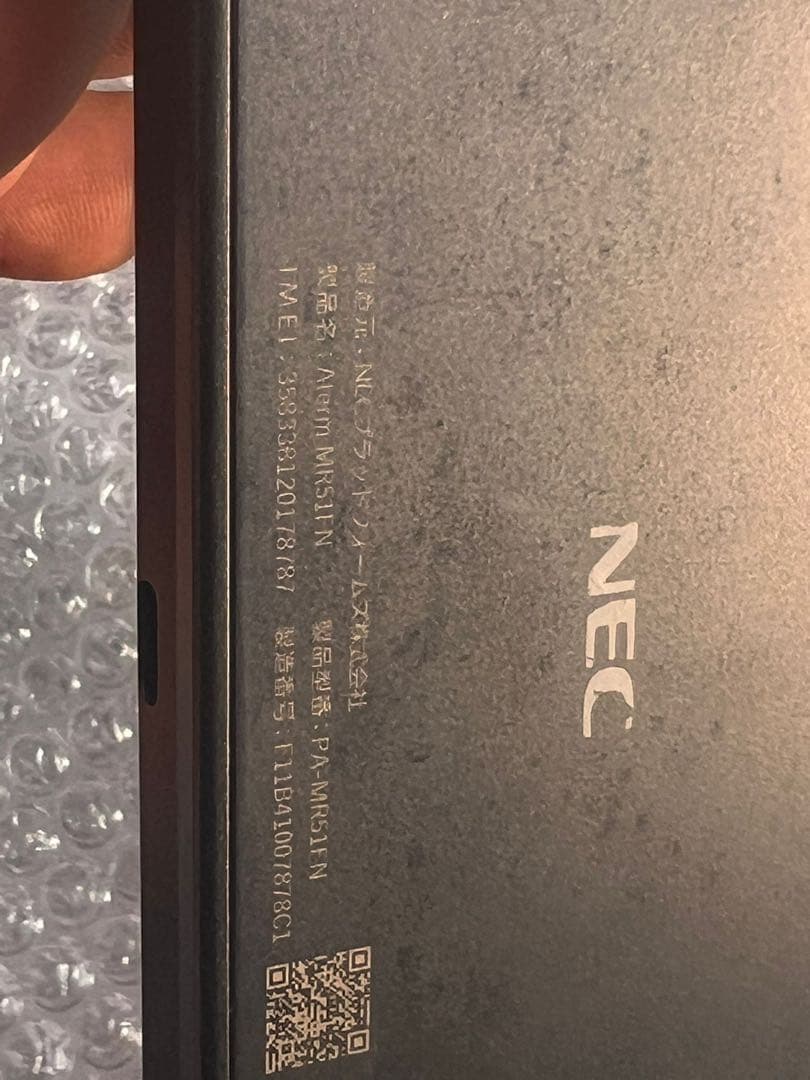 NEC
製造元:NECプラットフォームズ株式会社
製品名:Aterm MR51FN 製品型番:PA-MR51FN
IMEI:358338120178787 製造番号:F11B41007878C1